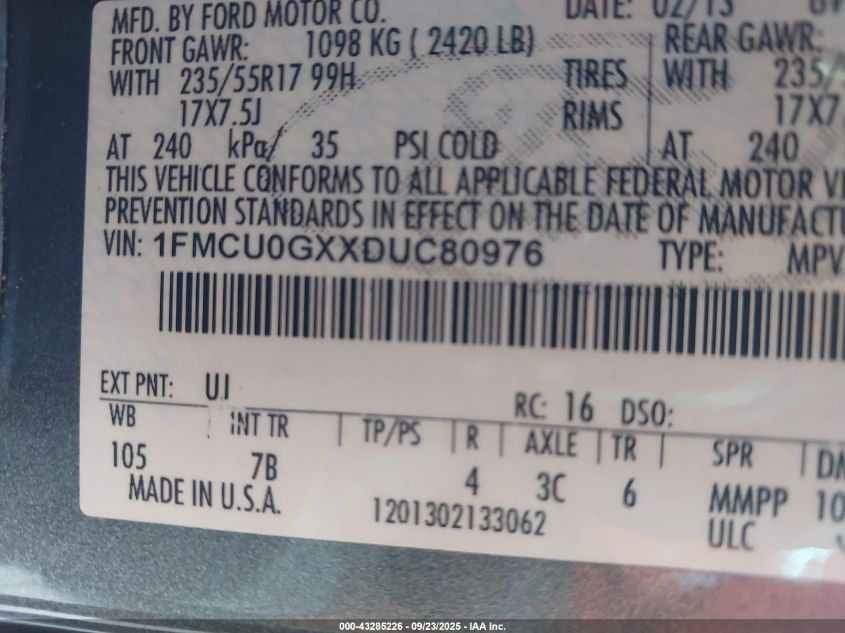 MFD. BY FORD MOTOR CO. DATE: 02/13
FRONT GAWR: 1098 KG ( 2420 LB) REAR GAWR:
WITH 235/55R17 99H TIRES WITH 235/
17X7.5J RIMS 17X7.
AT 240 kPa/ 35 PSI COLD AT 240
THIS VEHICLE CONFORMS TO ALL APPLICABLE FEDERAL MOTOR
PREVENTION STANDARDS IN EFFECT ON THE DATE OF MANUFACTU
VIN: 1FMCU0GXXDUC80976 TYPE: MPV
EXT PNT: UJ RC: 16 DSO:
WB INT TR TP/PS R AXLE TR SPR
105 7B 4 3C 6 MMPP 10
MADE IN U.S.A. 1201302133062 ULC
000-43285226 - 09/23/2025 - IAA Inc.